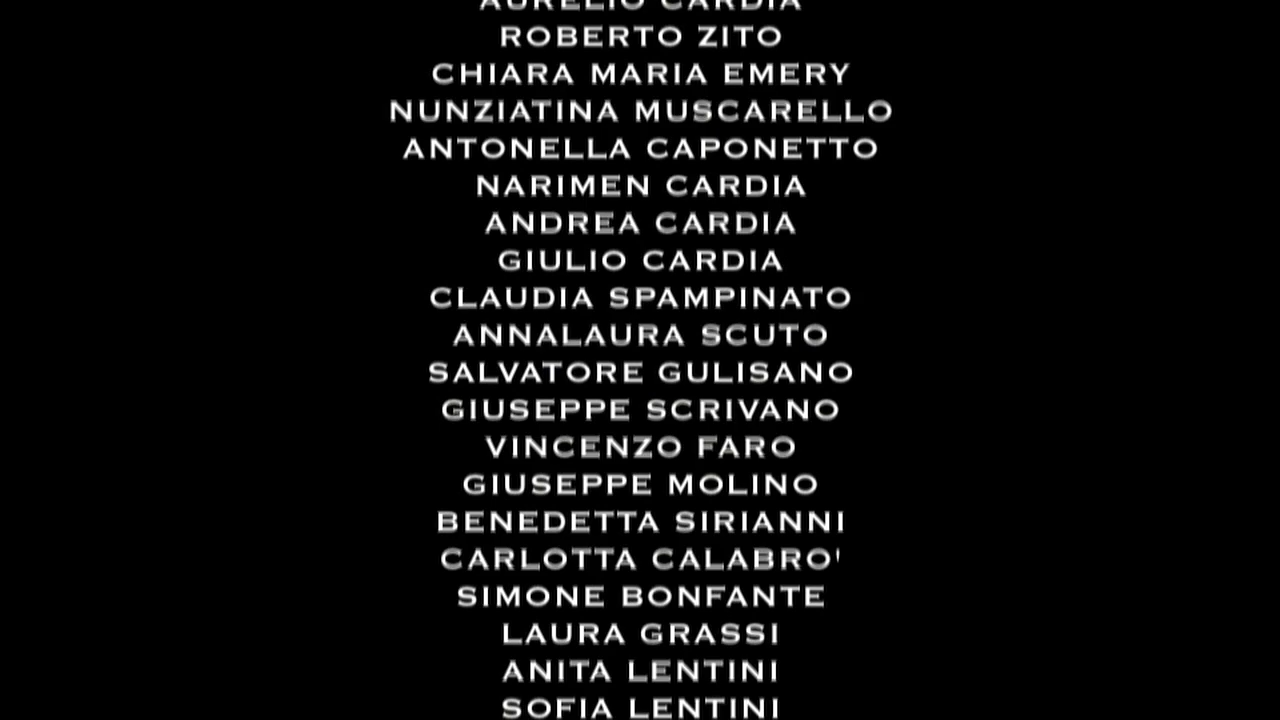 AURELIO CARDIA
ROBERTO ZITO
CHIARA MARIA EMERY
NUNZIATINA MUSCARELLO
ANTONELLA CAPONETTO
NARIMEN CARDIA
ANDREA CARDIA
GIULIO CARDIA
CLAUDIA SPAMPINATO
ANNALAURA SCUTO
SALVATORE GULISANO
GIUSEPPE SCRIVANO
VINCENZO FARO
GIUSEPPE MOLINO
BENEDETTA SIRIANNI
CARLOTTA CALABRO'
SIMONE BONFANTE
LAURA GRASSI
ANITA LENTINI
SOFIA LENTINI